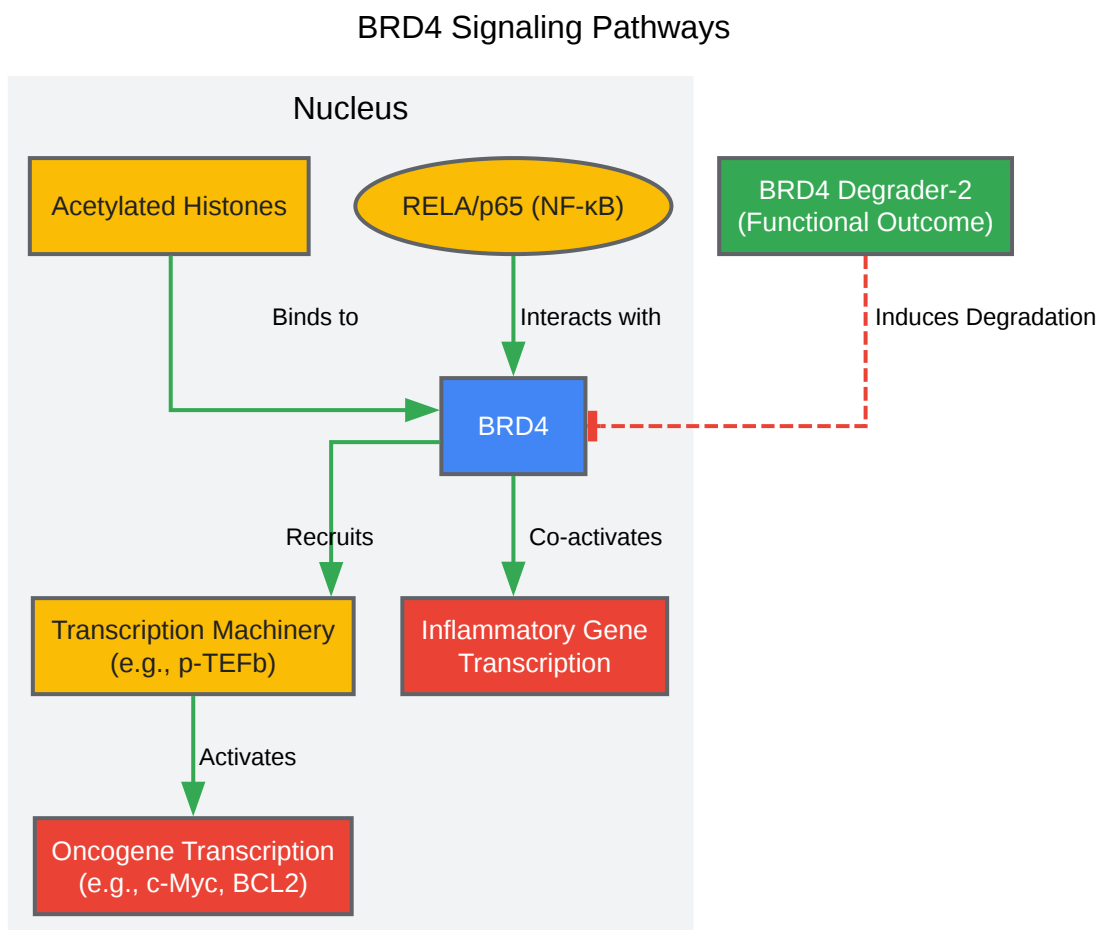 BRD4 Signaling Pathways
Nucleus
Acetylated Histones
RELA/p65 (NF-κB)
BRD4 Degrader-2
(Functional Outcome)
Binds to
Interacts with
Induces Degradation
BRD4
Recruits
Co-activates
Transcription Machinery
(e.g., p-TEFb)
Inflammatory Gene
Transcription
Activates
Oncogene Transcription
(e.g., c-Myc, BCL2)